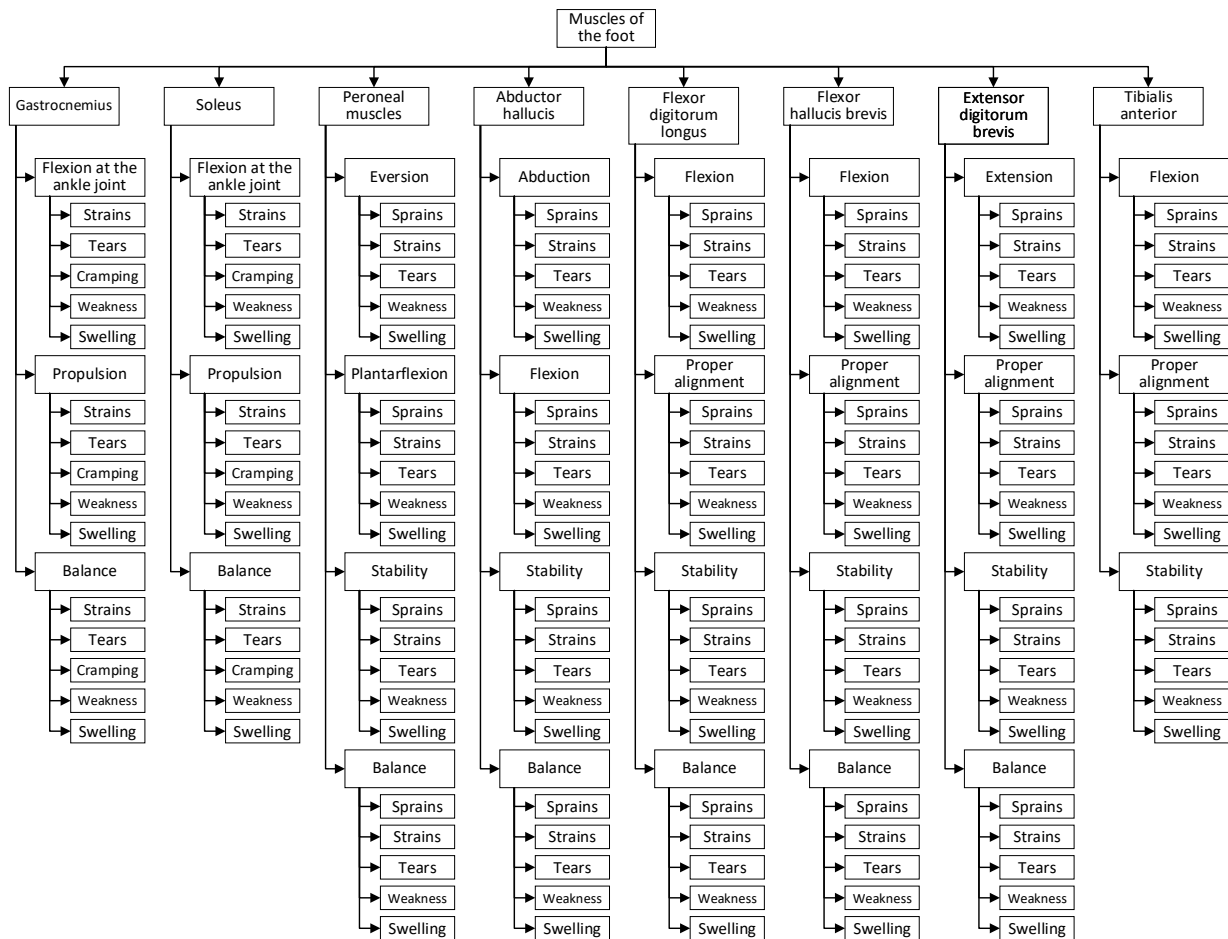 Muscles of
the foot
Gastrocnemius
Soleus
Peroneal
muscles
Abductor
hallucis
Flexor
digitorum
longus
Flexor
hallucis brevis
Extensor
digitorum
brevis
Tibialis
anterior
Flexion at the
ankle joint
Strains
Tears
Cramping
Weakness
Swelling
Propulsion
Strains
Tears
Cramping
Weakness
Swelling
Balance
Strains
Tears
Cramping
Weakness
Swelling
Flexion at the
ankle joint
Strains
Tears
Cramping
Weakness
Swelling
Propulsion
Strains
Tears
Cramping
Weakness
Swelling
Balance
Strains
Tears
Cramping
Weakness
Swelling
Eversion
Sprains
Strains
Tears
Weakness
Swelling
Plantarflexion
Sprains
Strains
Tears
Weakness
Swelling
Stability
Sprains
Strains
Tears
Weakness
Swelling
Balance
Sprains
Strains
Tears
Weakness
Swelling
Abduction
Sprains
Strains
Tears
Weakness
Swelling
Flexion
Sprains
Strains
Tears
Weakness
Swelling
Stability
Sprains
Strains
Tears
Weakness
Swelling
Balance
Sprains
Strains
Tears
Weakness
Swelling
Flexion
Sprains
Strains
Tears
Weakness
Swelling
Proper
alignment
Sprains
Strains
Tears
Weakness
Swelling
Stability
Sprains
Strains
Tears
Weakness
Swelling
Balance
Sprains
Strains
Tears
Weakness
Swelling
Flexion
Sprains
Strains
Tears
Weakness
Swelling
Proper
alignment
Sprains
Strains
Tears
Weakness
Swelling
Stability
Sprains
Strains
Tears
Weakness
Swelling
Balance
Sprains
Strains
Tears
Weakness
Swelling
Extension
Sprains
Strains
Tears
Weakness
Swelling
Proper
alignment
Sprains
Strains
Tears
Weakness
Swelling
Stability
Sprains
Strains
Tears
Weakness
Swelling
Balance
Sprains
Strains
Tears
Weakness
Swelling
Flexion
Sprains
Strains
Tears
Weakness
Swelling
Proper
alignment
Sprains
Strains
Tears
Weakness
Swelling
Stability
Sprains
Strains
Tears
Weakness
Swelling